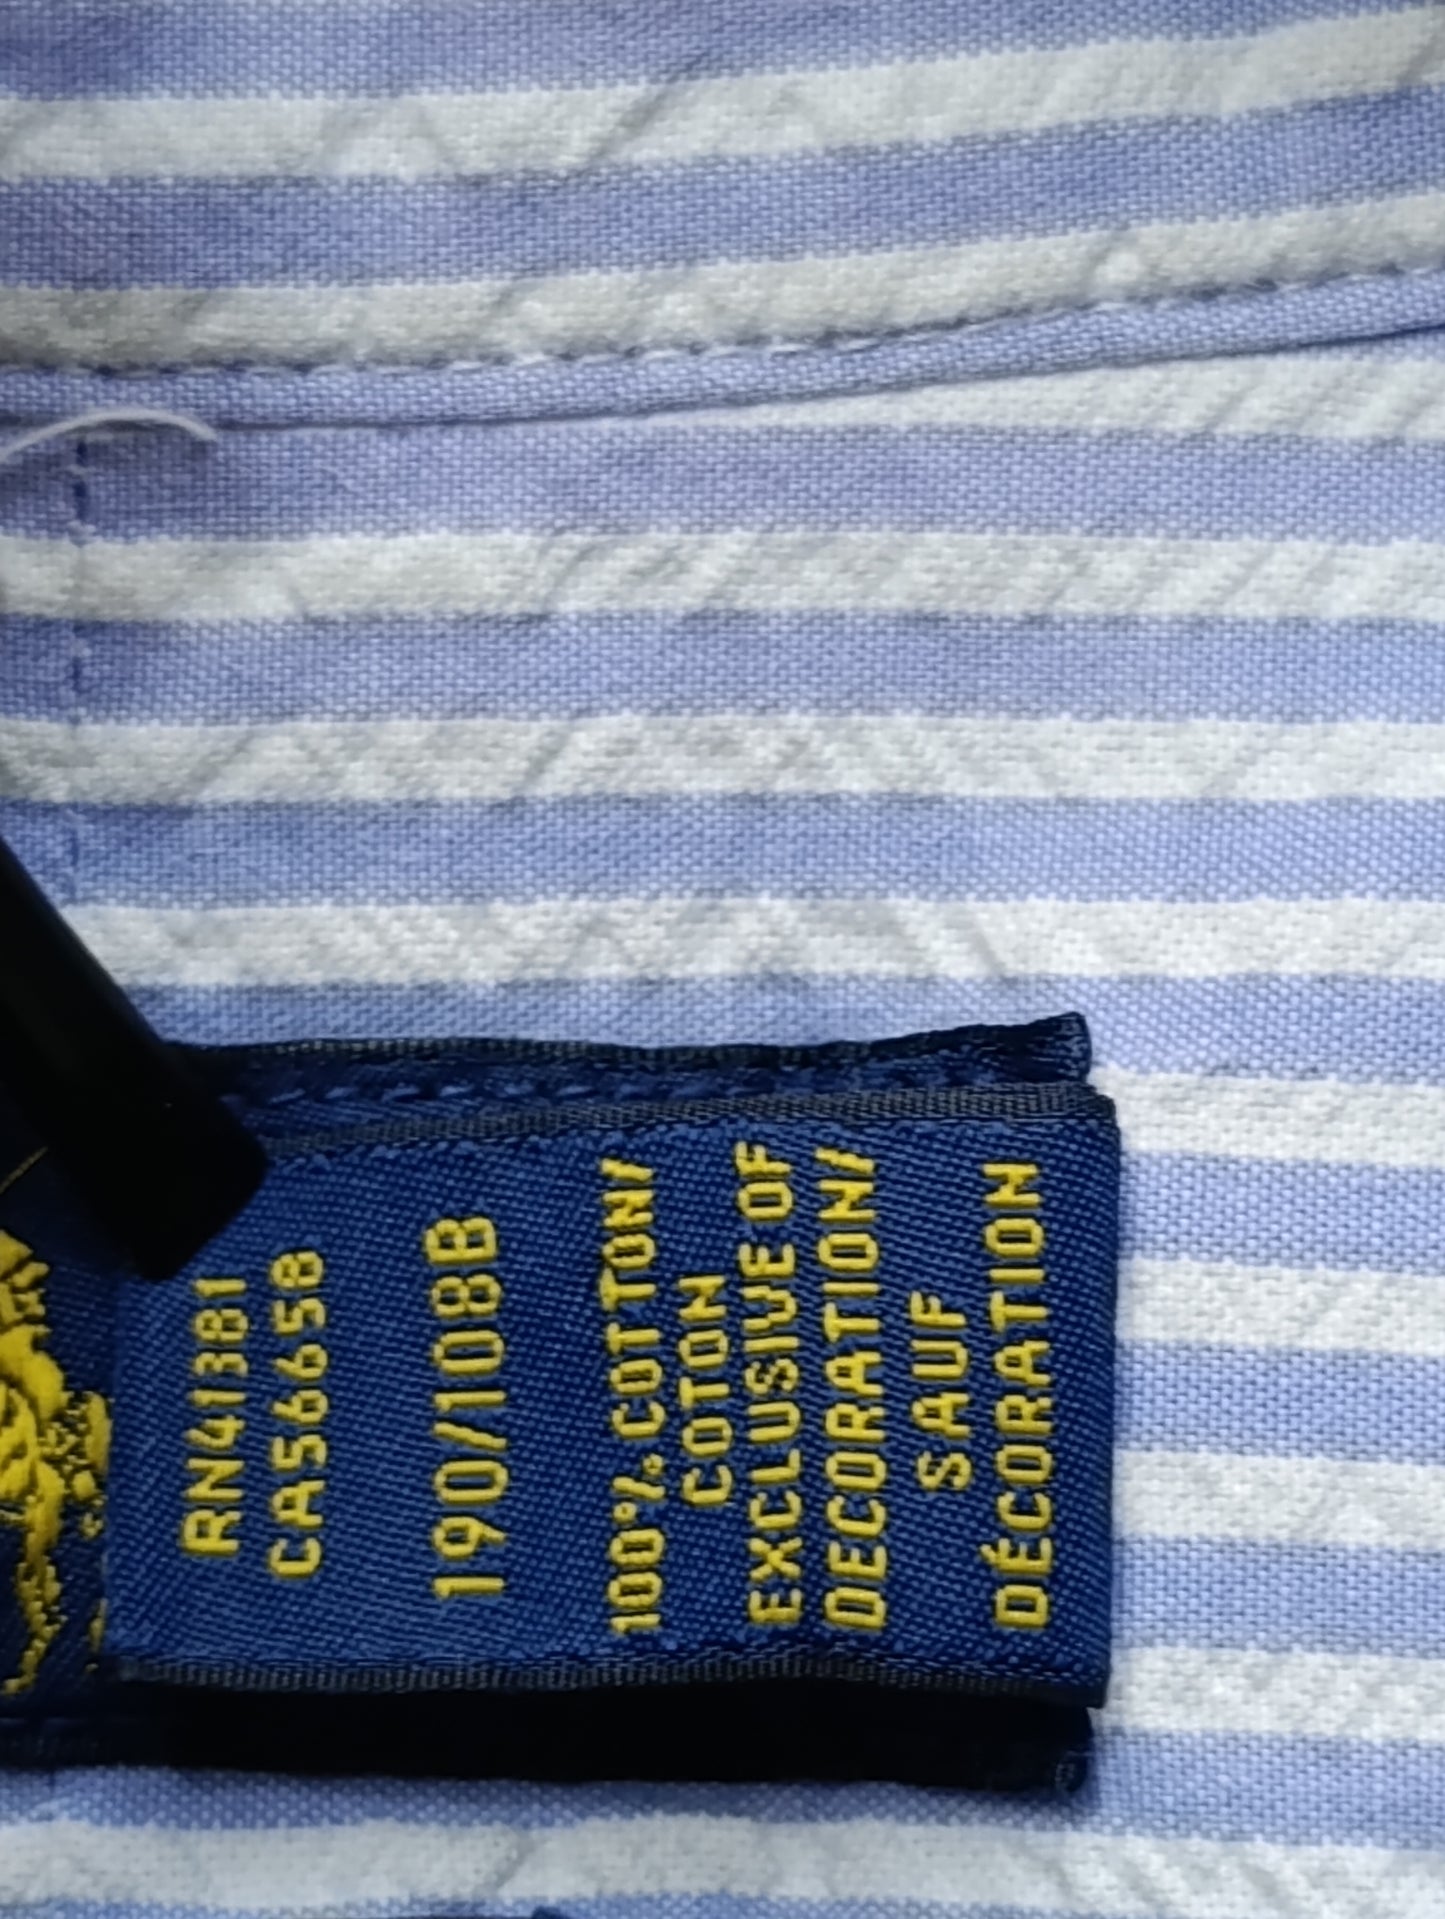 RN41381
CA56658
190/108B
100% COTTON/
COTON
EXCLUSIVE OF
DECORATION/
SAUF
DÉCORATION